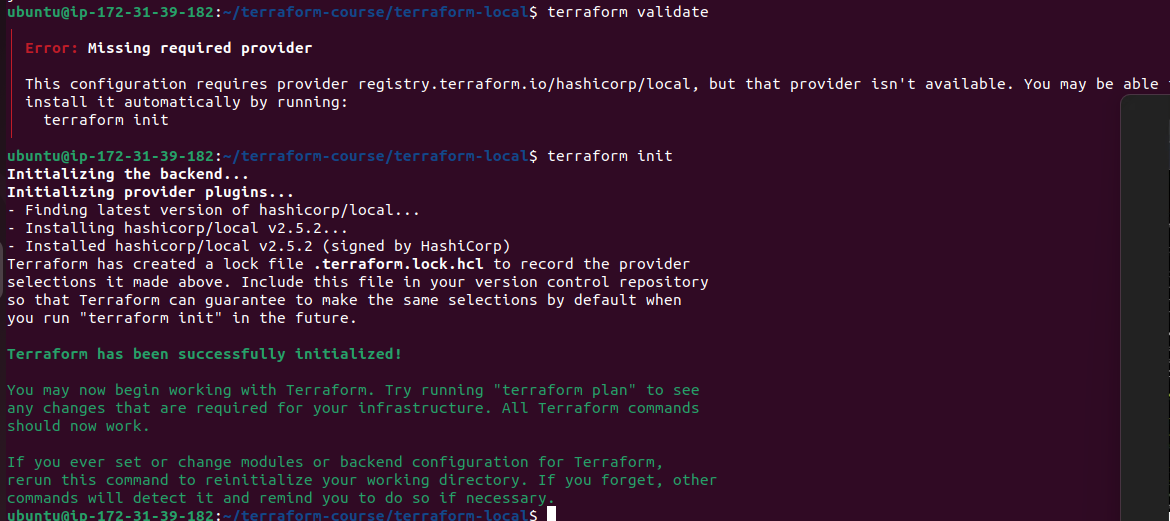 ubuntu@ip-172-31-39-182:~/terraform-course/terraform-local$ terraform validate
Error: Missing required provider
This configuration requires provider registry.terraform.io/hashicorp/local, but that provider isn't available. You may be able
install it automatically by running:
terraform init
ubuntu@ip-172-31-39-182:~/terraform-course/terraform-local$ terraform init
Initializing the backend...
Initializing provider plugins...
- Finding latest version of hashicorp/local...
- Installing hashicorp/local v2.5.2...
- Installed hashicorp/local v2.5.2 (signed by HashiCorp)
Terraform has created a lock file .terraform.lock.hcl to record the provider
selections it made above. Include this file in your version control repository
so that Terraform can guarantee to make the same selections by default when
you run "terraform init" in the future.
Terraform has been successfully initialized!
You may now begin working with Terraform. Try running "terraform plan" to see
any changes that are required for your infrastructure. All Terraform commands
should now work.
If you ever set or change modules or backend configuration for Terraform,
rerun this command to reinitialize your working directory. If you forget, other
commands will detect it and remind you to do so if necessary.
ubuntu@ip-172-31-39-182:~/terraform-course/terraform-local$